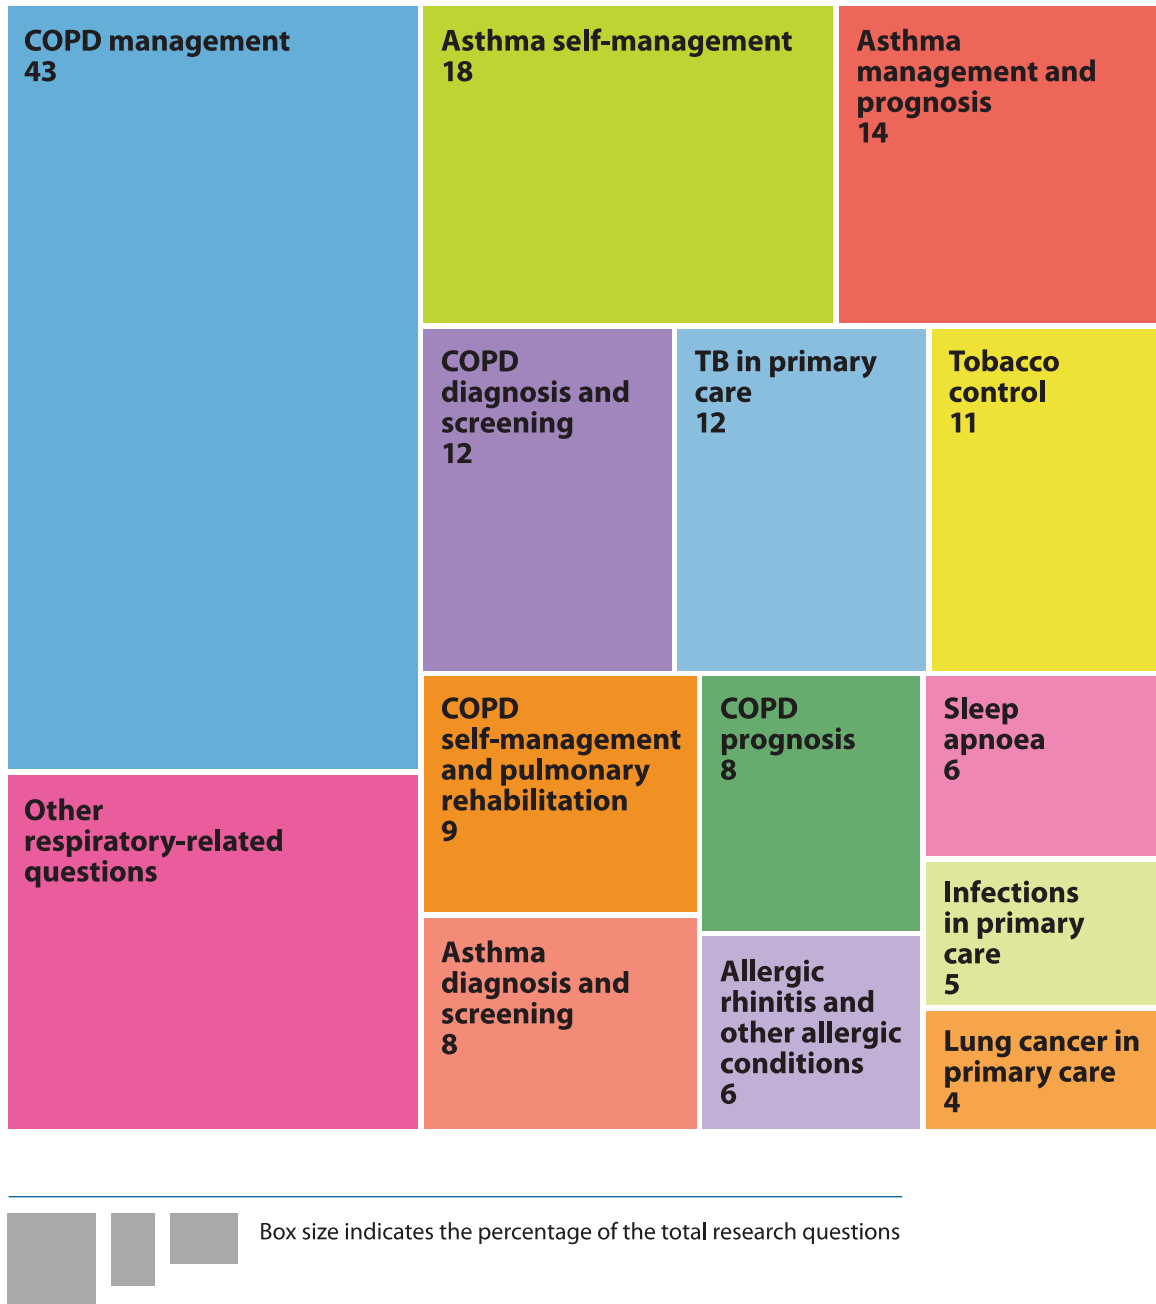 COPD management
43
Asthma self-management
18
Asthma
management and
prognosis
14
COPD
diagnosis and
screening
12
TB in primary
care
12
Tobacco
control
11
Other
respiratory-related
questions
COPD
self-management
and pulmonary
rehabilitation
9
COPD
prognosis
8
Sleep
apnoea
6
Infections
in primary
care
5
Asthma
diagnosis and
screening
8
Allergic
rhinitis and
other allergic
conditions
6
Lung cancer in
primary care
4
Box size indicates the percentage of the total research questions